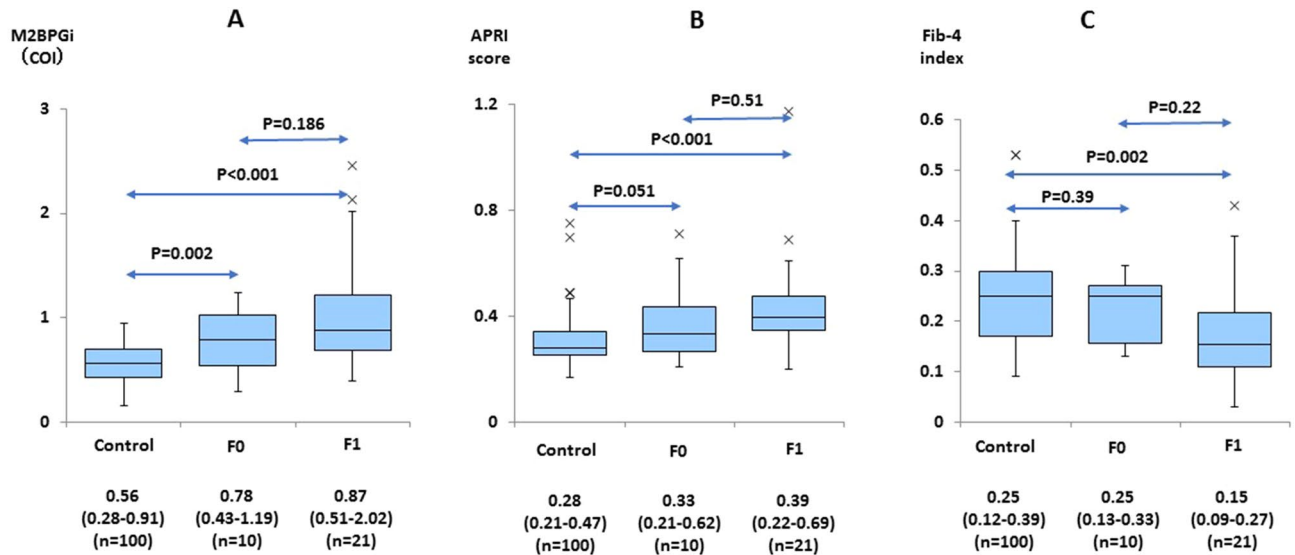 A
M2BPGi
(COI)
3
2
1
0
P=0.186
P<0.001
P=0.002
Control F0 F1
0.56 0.78 0.87
(0.28-0.91) (0.43-1.19) (0.51-2.02)
(n=100) (n=10) (n=21)
B
APRI
score
1.2
0.8
0.4
0
P=0.51
P<0.001
P=0.051
Control F0 F1
0.28 0.33 0.39
(0.21-0.47) (0.21-0.62) (0.22-0.69)
(n=100) (n=10) (n=21)
C
Fib-4
index
0.6
0.5
0.4
0.3
0.2
0.1
0
P=0.22
P=0.002
P=0.39
Control F0 F1
0.25 0.25 0.15
(0.12-0.39) (0.13-0.33) (0.09-0.27)
(n=100) (n=10) (n=21)